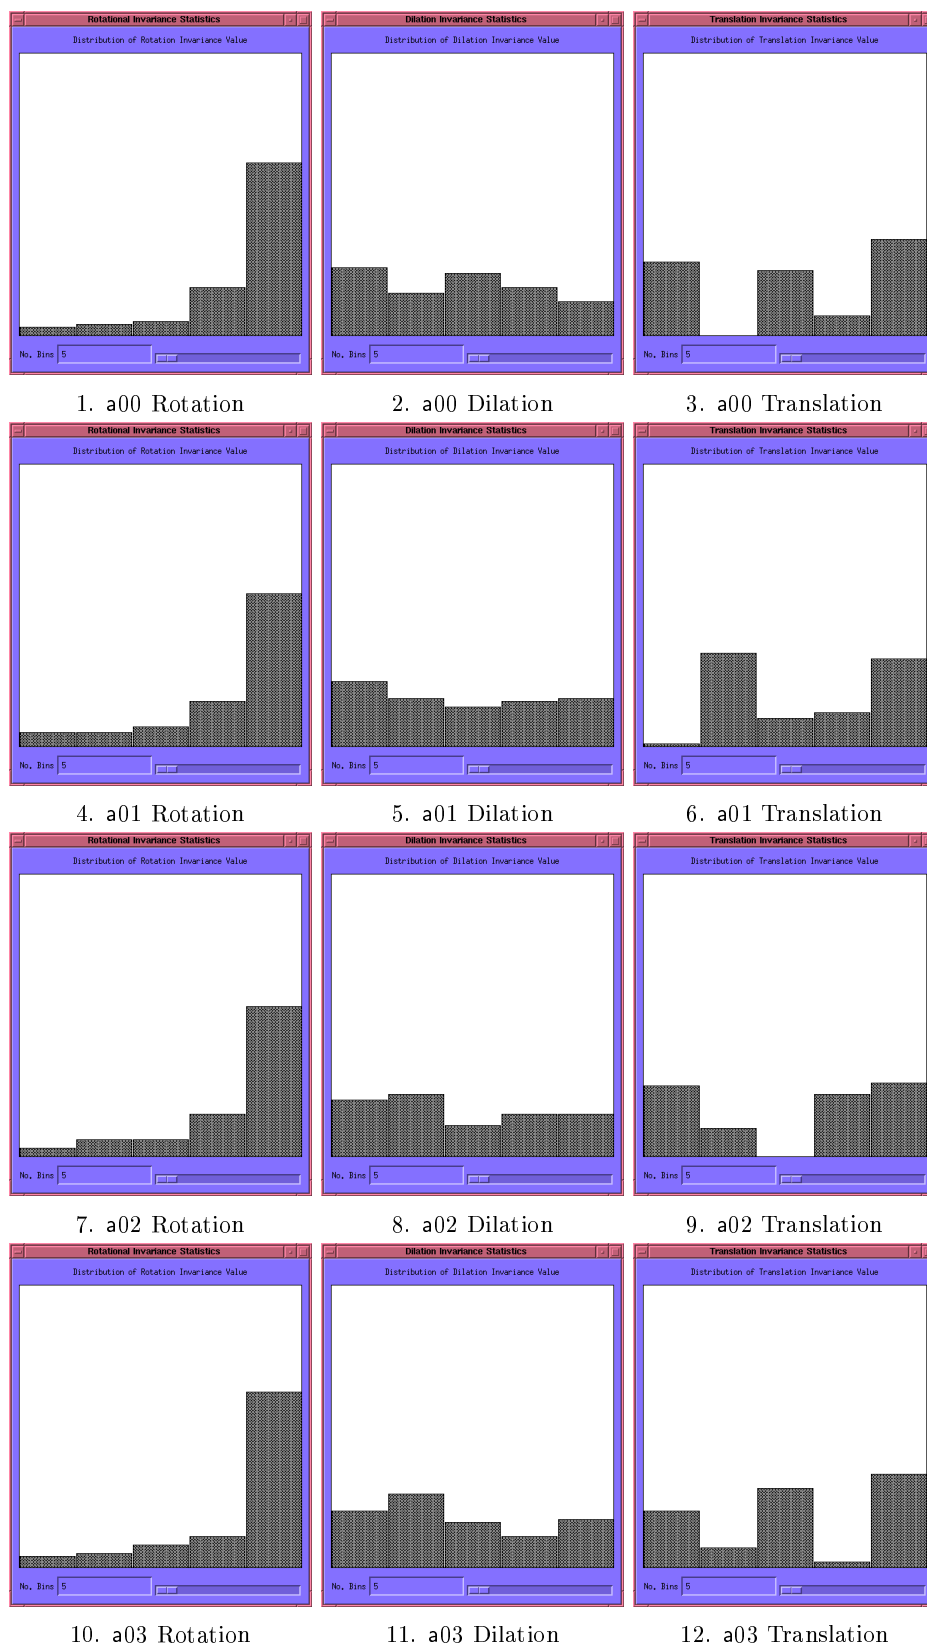 Rotational Invariance Statistics
Distribution of Rotation Invariance Value
No. Bins 5
1. a00 Rotation
Dilation Invariance Statistics
Distribution of Dilation Invariance Value
No. Bins 5
2. a00 Dilation
Translation Invariance Statistics
Distribution of Translation Invariance Value
No. Bins 5
3. a00 Translation
Rotational Invariance Statistics
Distribution of Rotation Invariance Value
No. Bins 5
4. a01 Rotation
Dilation Invariance Statistics
Distribution of Dilation Invariance Value
No. Bins 5
5. a01 Dilation
Translation Invariance Statistics
Distribution of Translation Invariance Value
No. Bins 5
6. a01 Translation
Rotational Invariance Statistics
Distribution of Rotation Invariance Value
No. Bins 5
7. a02 Rotation
Dilation Invariance Statistics
Distribution of Dilation Invariance Value
No. Bins 5
8. a02 Dilation
Translation Invariance Statistics
Distribution of Translation Invariance Value
No. Bins 5
9. a02 Translation
Rotational Invariance Statistics
Distribution of Rotation Invariance Value
No. Bins 5
10. a03 Rotation
Dilation Invariance Statistics
Distribution of Dilation Invariance Value
No. Bins 5
11. a03 Dilation
Translation Invariance Statistics
Distribution of Translation Invariance Value
No. Bins 5
12. a03 Translation